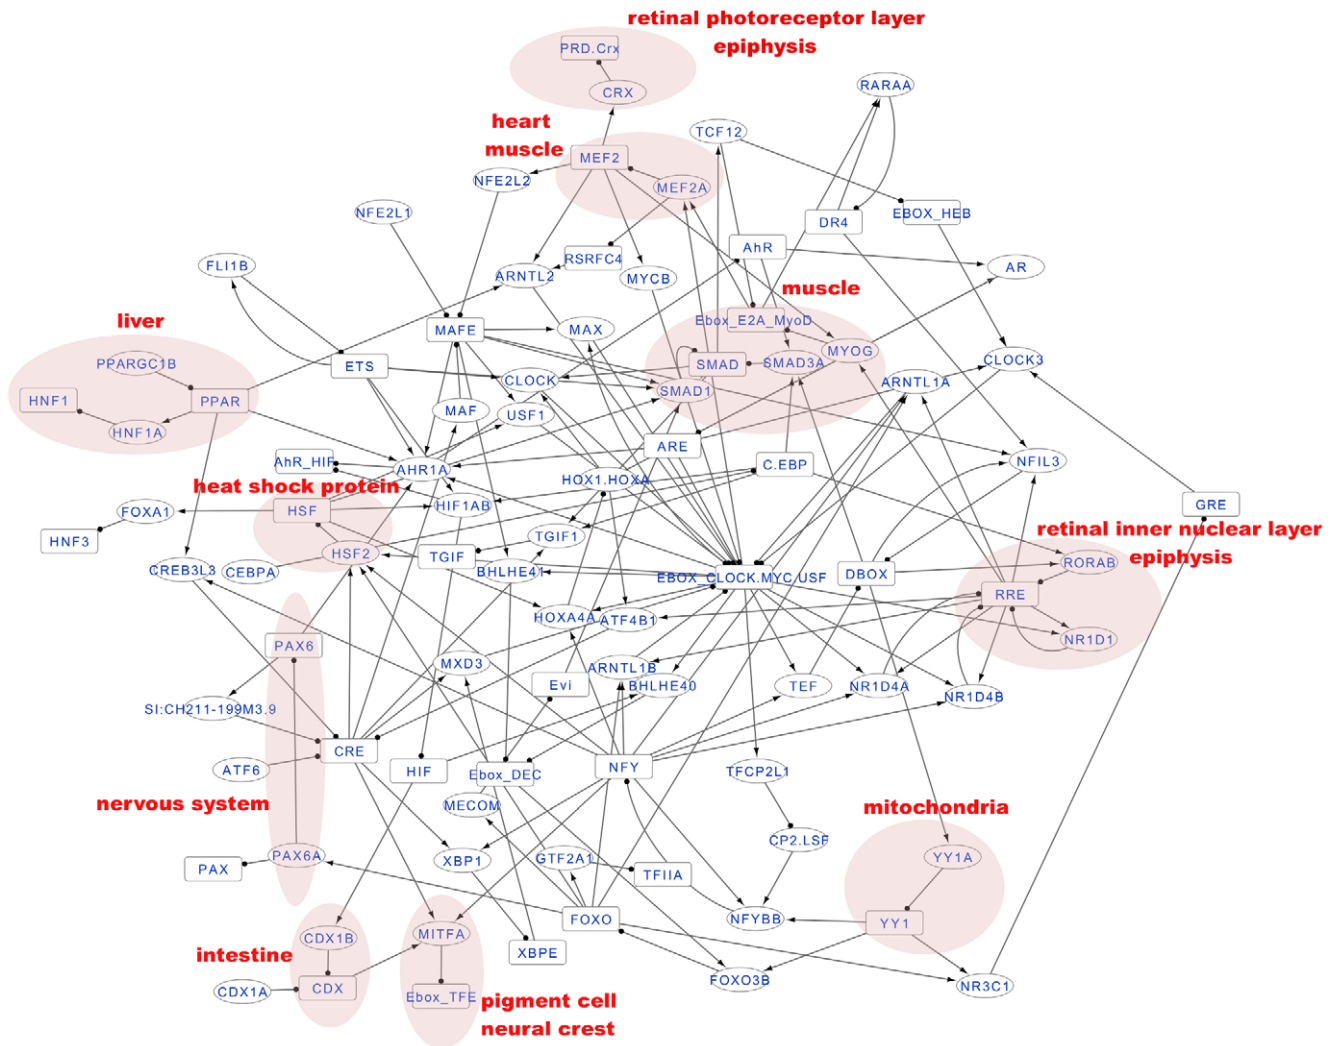 retinal photoreceptor layer
epiphysis
PRD.Crx
CRX
RARAA
heart
muscle
TCF12
MEF2
NFE2L2
MEF2A
NFE2L1
DR4
EBOX_HEB
AhR
RSRFC4
FLI1B
ARNTL2
MYCB
AR
muscle
liver
Ebox_E2A_MyoD
MAFE
MAX
MYOG
PPARGC1B
ETS
SMAD
SMAD3A
CLOCK3
CLOCK
ARNTL1A
SMAD1
HNF1
PPAR
MAF
USF1
HNF1A
ARE
AhR_HIF
AHR1A
C.EBP
NFIL3
HOX1.HOXA
heat shock protein
HSF
HIF1AB
GRE
FOXA1
retinal inner nuclear layer
epiphysis
HNF3
TGIF1
HSF2
TGIF
CREB3L3
CEBPA
BHLHE41
EBOX_CLOCK.MYC.USF
DBOX
RORAB
RRE
HOXA4A
ATF4B1
NR1D1
PAX6
MXD3
ARNTL1B
Evi
BHLHE40
TEF
NR1D4A
NR1D4B
SI:CH211-199M3.9
CRE
ATF6
HIF
Ebox_DEC
NFY
TFCP2L1
nervous system
MECOM
mitochondria
CP2.LSF
PAX6A
PAX
XBP1
GTF2A1
TFIIA
YY1A
FOXO
NFYBB
YY1
CDX1B
MITFA
intestine
XBPE
FOXO3B
NR3C1
CDX1A
CDX
Ebox_TFE
pigment cell
neural crest